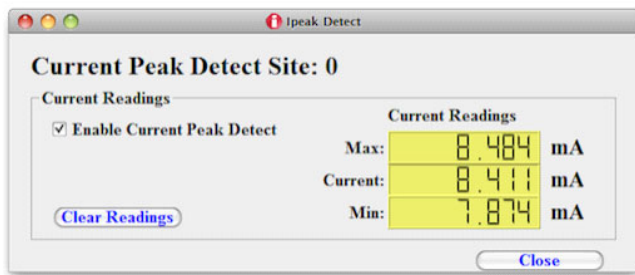 Ipeak Detect
Current Peak Detect Site: 0
Current Readings
Current Readings
Enable Current Peak Detect
Max: 8.484 mA
Current: 8.411 mA
Clear Readings
Min: 7.874 mA
Close